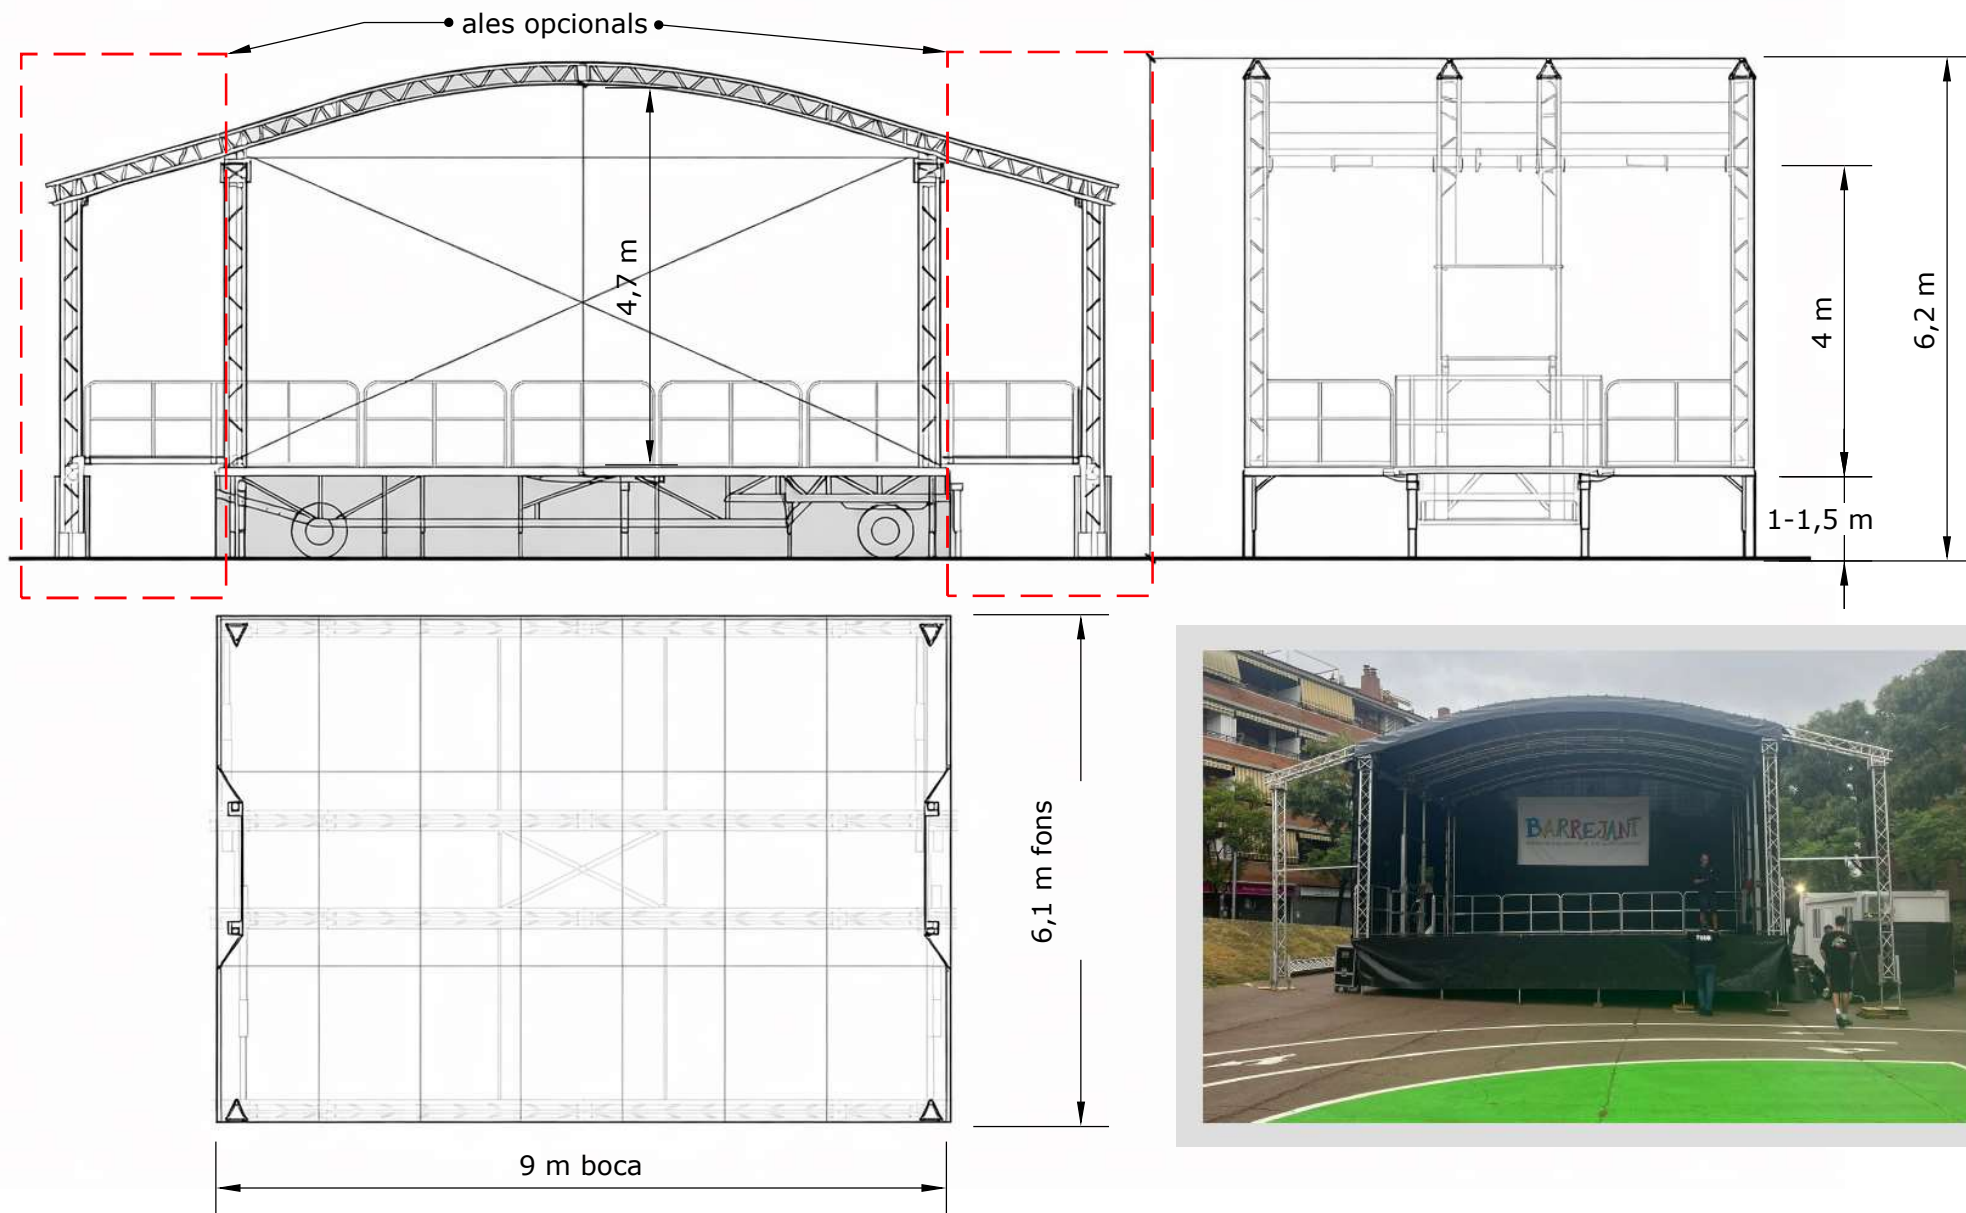 ales opcionals
4,7 m
4 m
6,2 m
1-1,5 m
6,1 m fons
9 m boca
BARREJANT